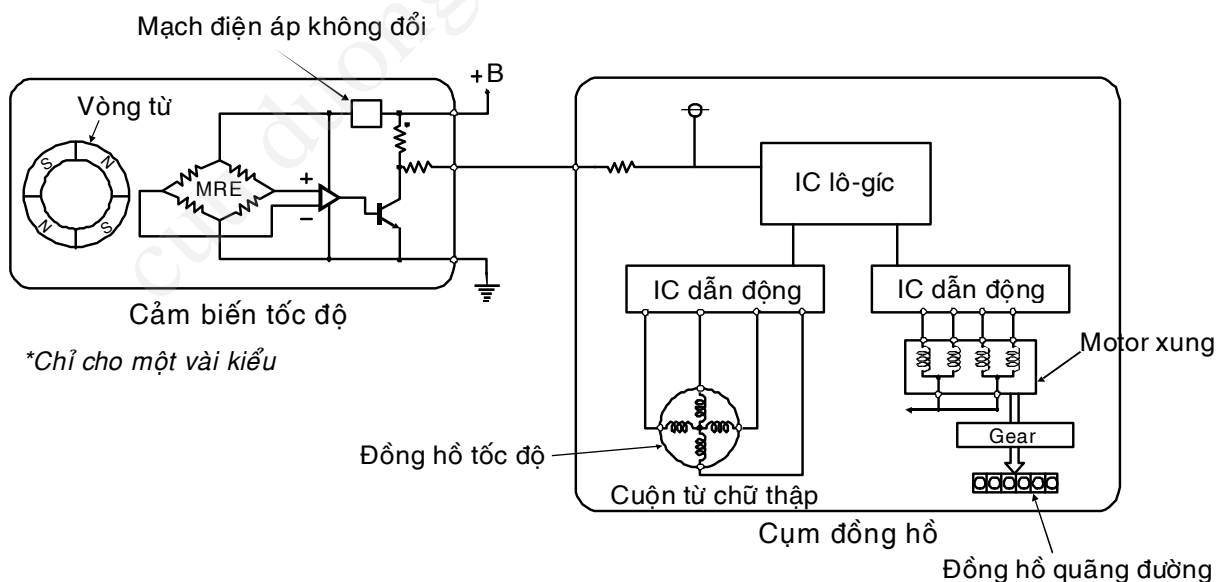 Mạch điện áp không đổi
+B
Vòng từ
S
N
N
S
MRE
+
−
*
Cảm biến tốc độ
*Chỉ cho một vài kiểu
IC lô-gíc
IC dẫn động
IC dẫn động
Motor xung
Gear
Đồng hồ tốc độ
Cuộn từ chữ thập
Cụm đồng hồ
Đồng hồ quãng đường
cuu duong